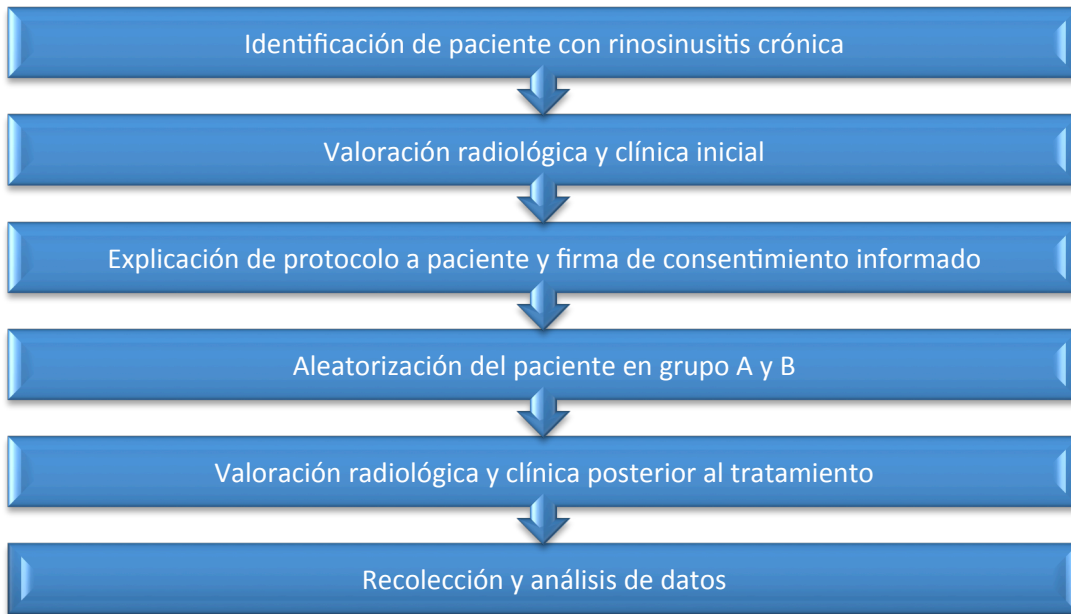 Identificación de paciente con rinosinusitis crónica
Valoración radiológica y clínica inicial
Explicación de protocolo a paciente y firma de consentimiento informado
Aleatorización del paciente en grupo A y B
Valoración radiológica y clínica posterior al tratamiento
Recolección y análisis de datos